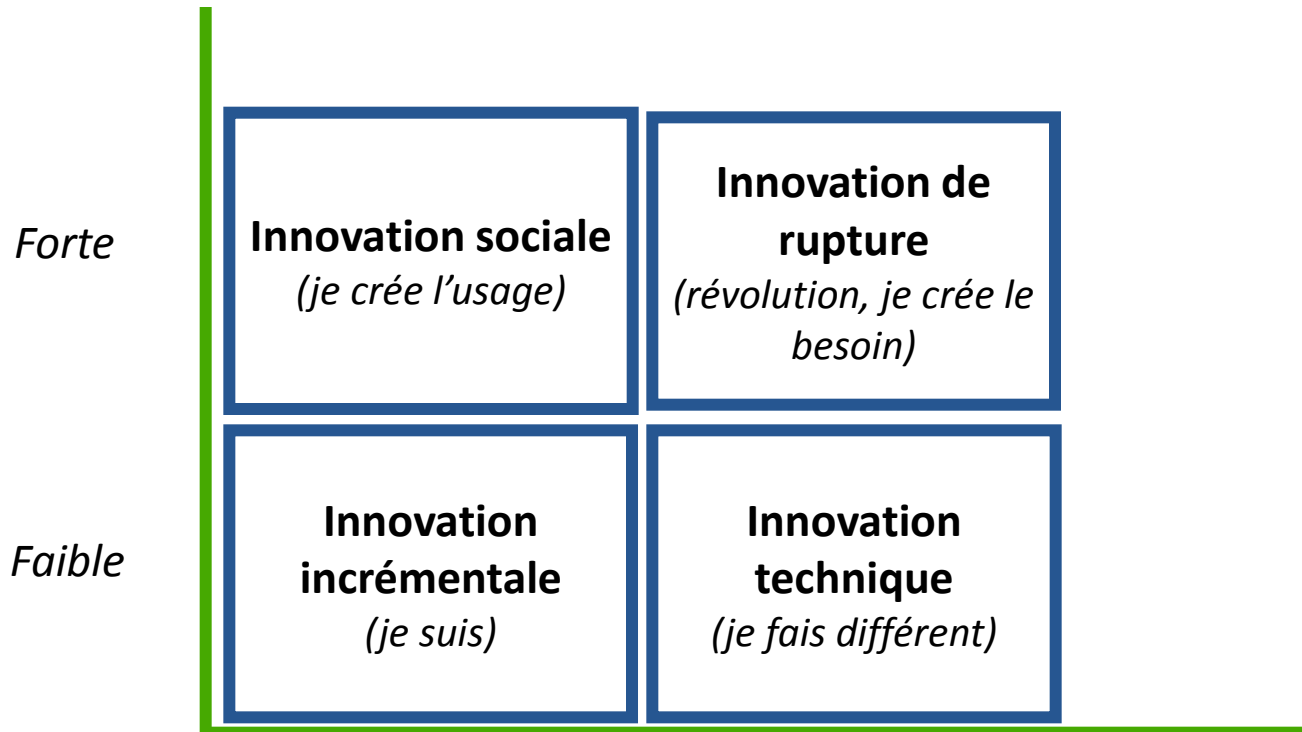 Forte
Innovation sociale
(je crée l’usage)
Innovation de
rupture
(révolution, je crée le
besoin)
Faible
Innovation
incrémentale
(je suis)
Innovation
technique
(je fais différent)